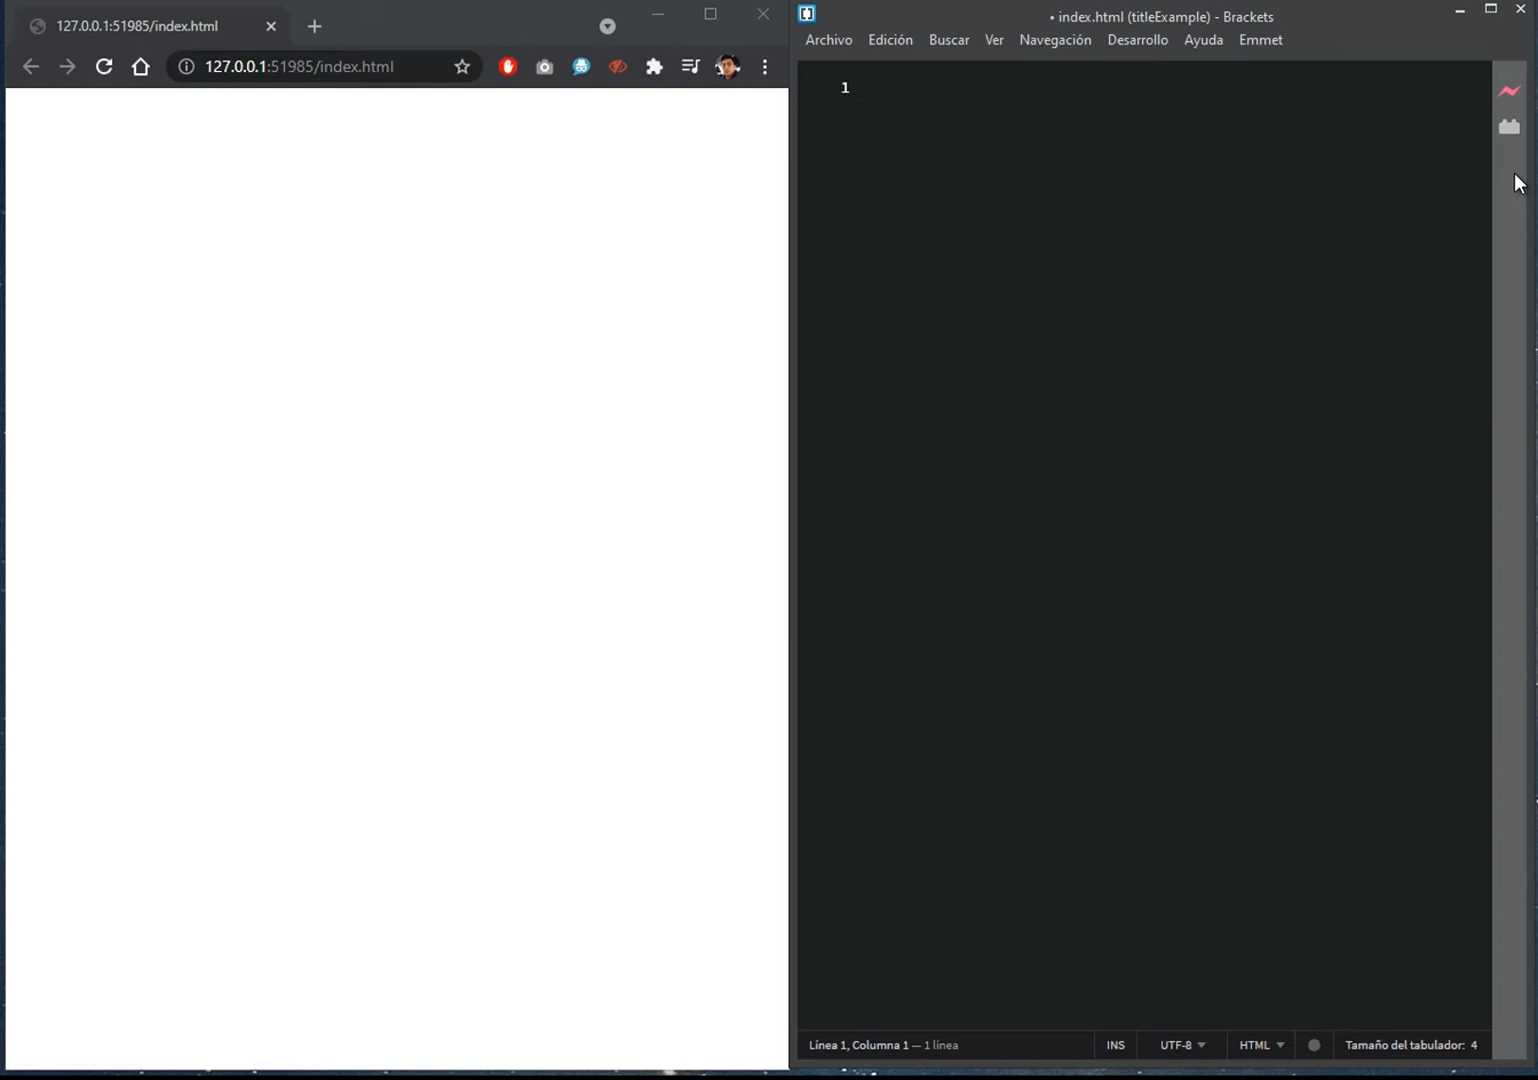 127.0.0.1:51985/index.html
127.0.0.1:51985/index.html
• index.html (titleExample) - Brackets
Archivo Edición Buscar Ver Navegación Desarrollo Ayuda Emmet
1
Línea 1, Columna 1 — 1 línea INS UTF-8 HTML Tamaño del tabulador: 4